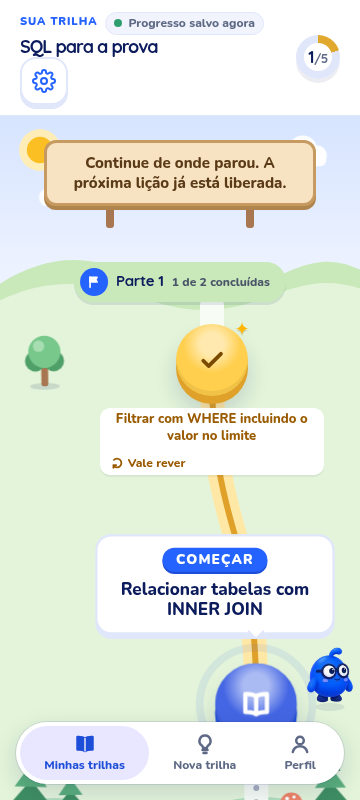 SUA TRILHA
Progresso salvo agora
SQL para a prova
1/5
Continue de onde parou. A
próxima lição já está liberada.
Parte 1 1 de 2 concluídas
Filtrar com WHERE incluindo o
valor no limite
Vale rever
COMEÇAR
Relacionar tabelas com
INNER JOIN
Minhas trilhas
Nova trilha
Perfil